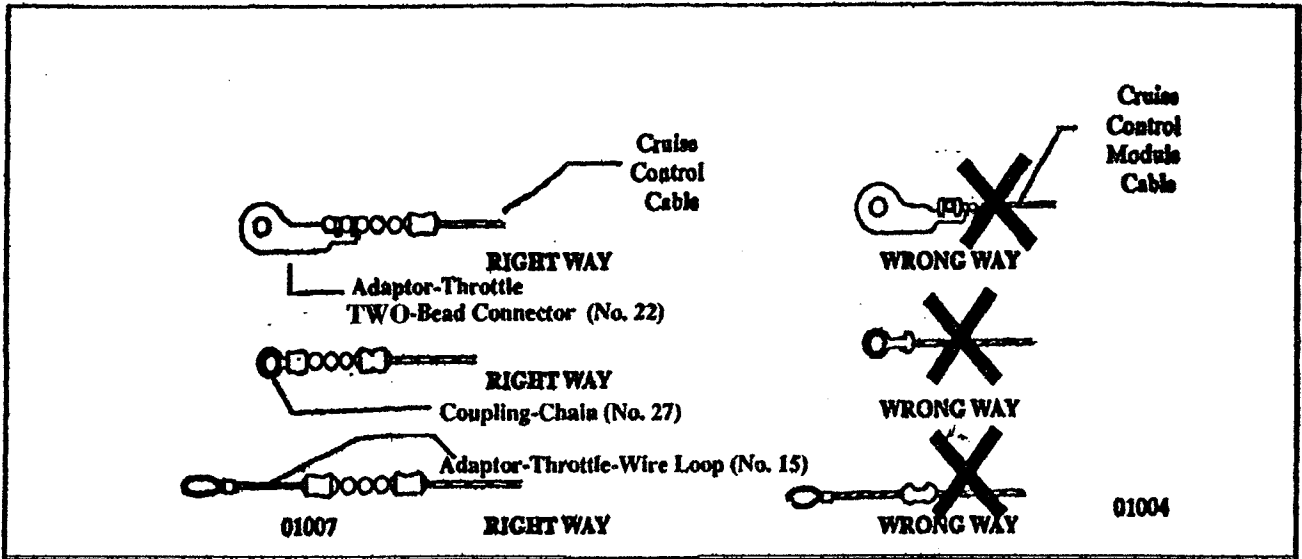 Cruise
Control
Cable
RIGHT WAY
Adaptor-Throttle
TWO-Bead Connector (No. 22)
RIGHT WAY
Coupling-Chain (No. 27)
Adaptor-Throttle-Wire Loop (No. 15)
01007
RIGHT WAY
Cruise
Control
Module
Cable
WRONG WAY
WRONG WAY
WRONG WAY
01004